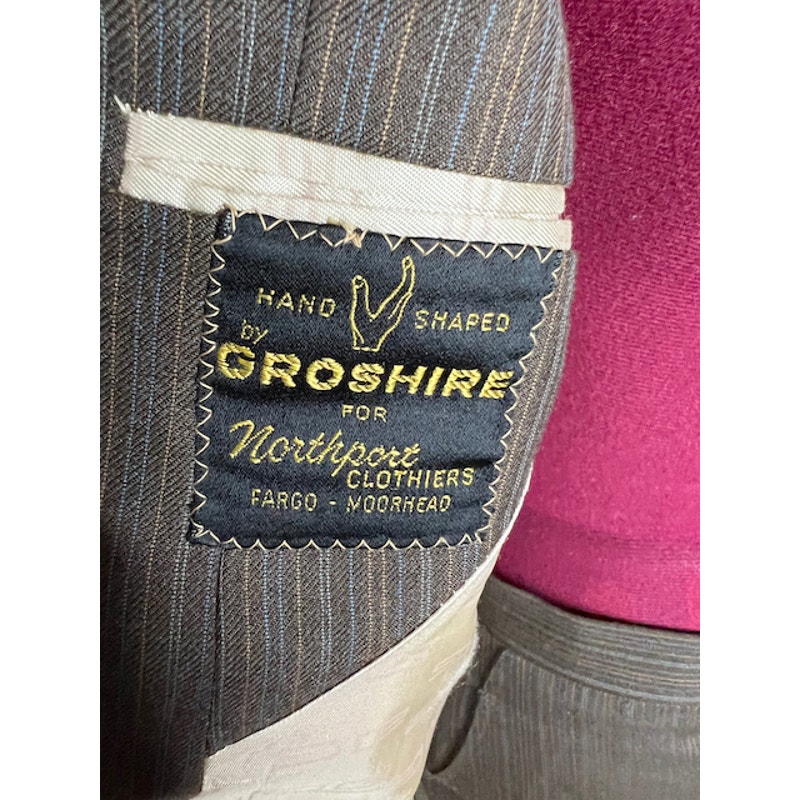 HAND SHAPED
by
GROSHIRE
FOR
Northport
CLOTHIERS
FARGO - MOORHEAD